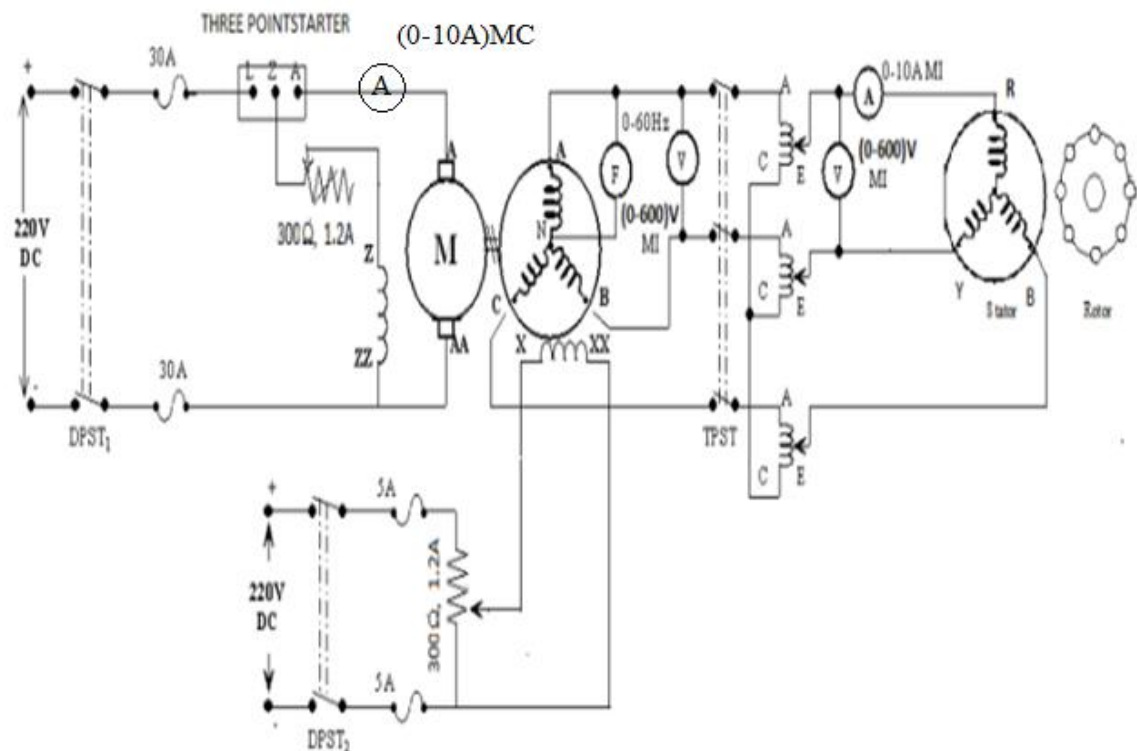 THREE POINTSTARTER
(0-10A)MC
30A
L Z A
A
+
220V
DC
300Ω, 1.2A
Z
ZZ
A
M
AA
30A
DPST₁
A
N
C
B
X
XX
0-60Hz
F
V
(0-600)V
MI
TPST
A
C
E
A
C
E
A
C
E
0-10A MI
A
V
(0-600)V
MI
R
Y
B
Stator
Rotor
+
5A
220V
DC
300Ω, 1.2A
5A
DPST₂